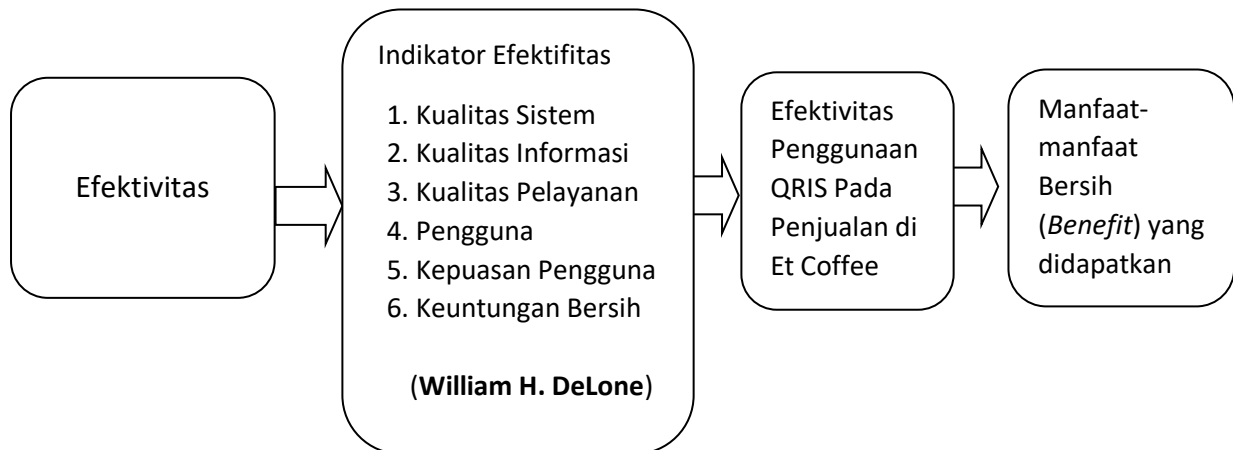 Efektivitas
Indikator Efektifitas
1. Kualitas Sistem
2. Kualitas Informasi
3. Kualitas Pelayanan
4. Pengguna
5. Kepuasan Pengguna
6. Keuntungan Bersih
(William H. DeLone)
Efektivitas
Penggunaan
QRIS Pada
Penjualan di
Et Coffee
Manfaat-
manfaat
Bersih
(Benefit) yang
didapatkan